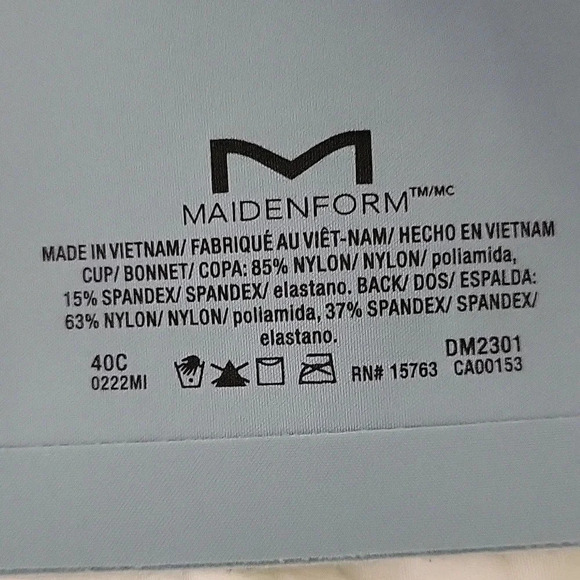 MAIDENFORM™/MC
MADE IN VIETNAM/ FABRIQUÉ AU VIÊT-NAM/ HECHO EN VIETNAM
CUP/ BONNET/ COPA: 85% NYLON/ NYLON/ poliamida,
15% SPANDEX/ SPANDEX/ elastano. BACK/ DOS/ ESPALDA:
63% NYLON/ NYLON/ poliamida, 37% SPANDEX/ SPANDEX/
elastano.
40C
0222MI
RN# 15763
DM2301
CA00153